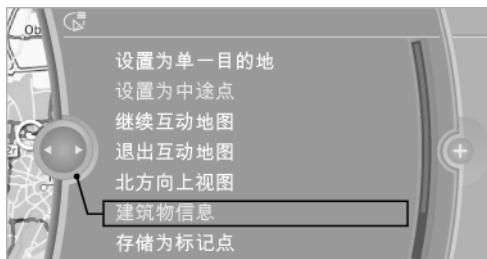 Ob
设置为单一目的地
设置为中途点
继续互动地图
退出互动地图
北方向上视图
建筑物信息
存储为标记点